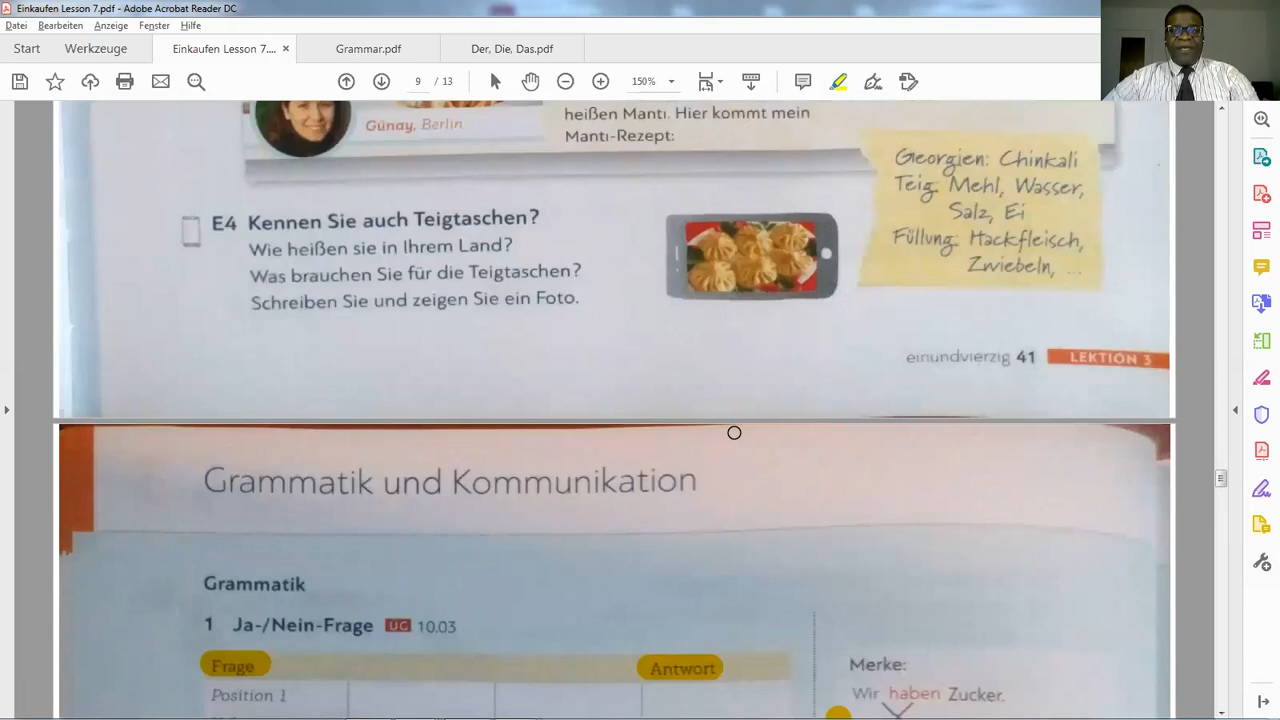 Einkaufen Lesson 7.pdf - Adobe Acrobat Reader DC
Datei Bearbeiten Anzeige Fenster Hilfe
Start Werkzeuge Einkaufen Lesson 7.... × Grammar.pdf Der, Die, Das.pdf
9 / 13 150%
Günay, Berlin
heißen Mantı. Hier kommt mein
Mantı-Rezept:
Georgien: Chinkali
Teig: Mehl, Wasser,
Salz, Ei
Füllung: Hackfleisch,
Zwiebeln, ...
E4 Kennen Sie auch Teigtaschen?
Wie heißen sie in Ihrem Land?
Was brauchen Sie für die Teigtaschen?
Schreiben Sie und zeigen Sie ein Foto.
einundvierzig 41 LEKTION 3
Grammatik und Kommunikation
Grammatik
1 Ja-/Nein-Frage UG 10.03
Frage Antwort
Position 1
Merke:
Wir haben Zucker.